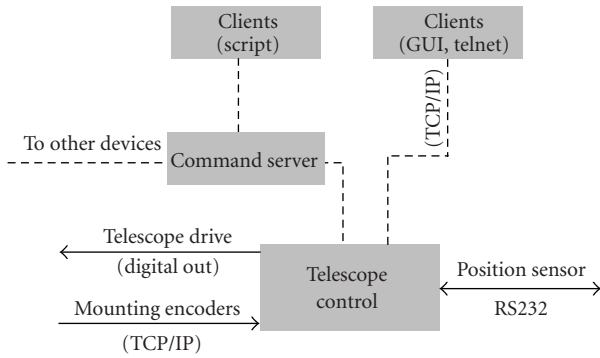 Clients
(script)
Clients
(GUI, telnet)
(TCP/IP)
To other devices
Command server
Telescope drive
(digital out)
Telescope
control
Position sensor
RS232
Mounting encoders
(TCP/IP)